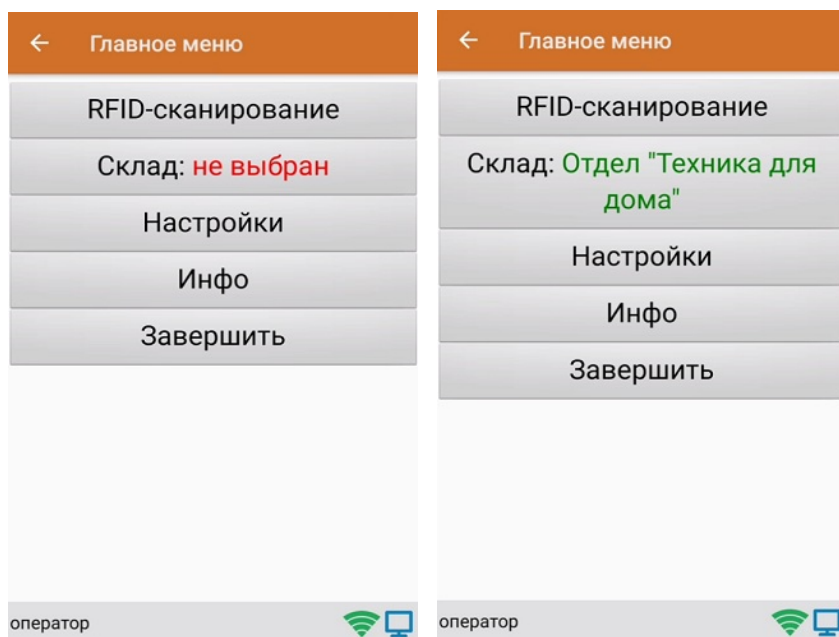 Главное меню
RFID-сканирование
Склад: не выбран
Настройки
Инфо
Завершить
оператор
Главное меню
RFID-сканирование
Склад: Отдел "Техника для
дома"
Настройки
Инфо
Завершить
оператор